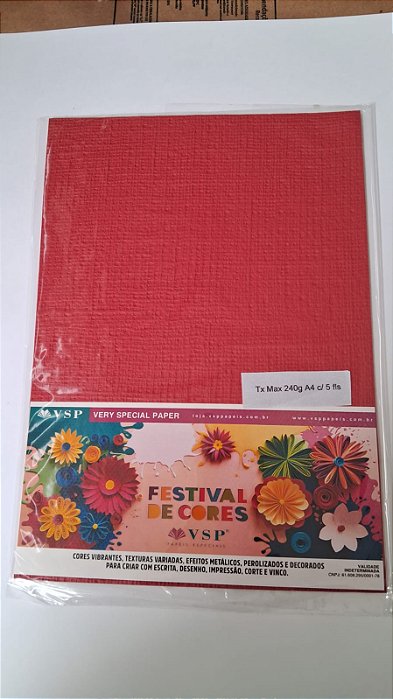 Tx Max 240g A4 c/ 5 fls
VSP VERY SPECIAL PAPER loja.vsppapeis.com.br www.vsppapeis.com.br
FESTIVAL
DE CORES
VSP
PAPÉIS ESPECIAIS
CORES VIBRANTES, TEXTURAS VARIADAS, EFEITOS METÁLICOS, PEROLIZADOS E DECORADOS
PARA CRIAR COM ESCRITA, DESENHO, IMPRESSÃO, CORTE E VINCO.
VALIDADE
INDETERMINADA